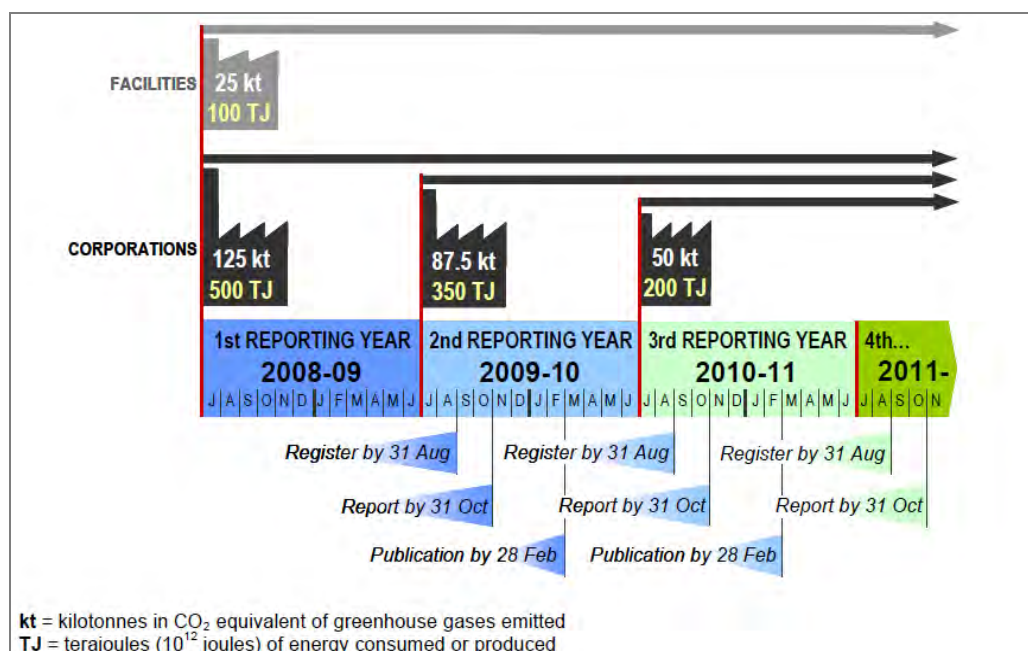 FACILITIES
25 kt
100 TJ
CORPORATIONS
125 kt
500 TJ
87.5 kt
350 TJ
50 kt
200 TJ
1st REPORTING YEAR
2008-09
J A S O N D J F M A M J
2nd REPORTING YEAR
2009-10
J A S O N D J F M A M J
3rd REPORTING YEAR
2010-11
J A S O N D J F M A M J
4th...
2011-
J A S O N
Register by 31 Aug
Register by 31 Aug
Register by 31 Aug
Report by 31 Oct
Report by 31 Oct
Report by 31 Oct
Publication by 28 Feb
Publication by 28 Feb
kt = kilotonnes in CO₂ equivalent of greenhouse gases emitted
TJ = terajoules (10¹² joules) of energy consumed or produced